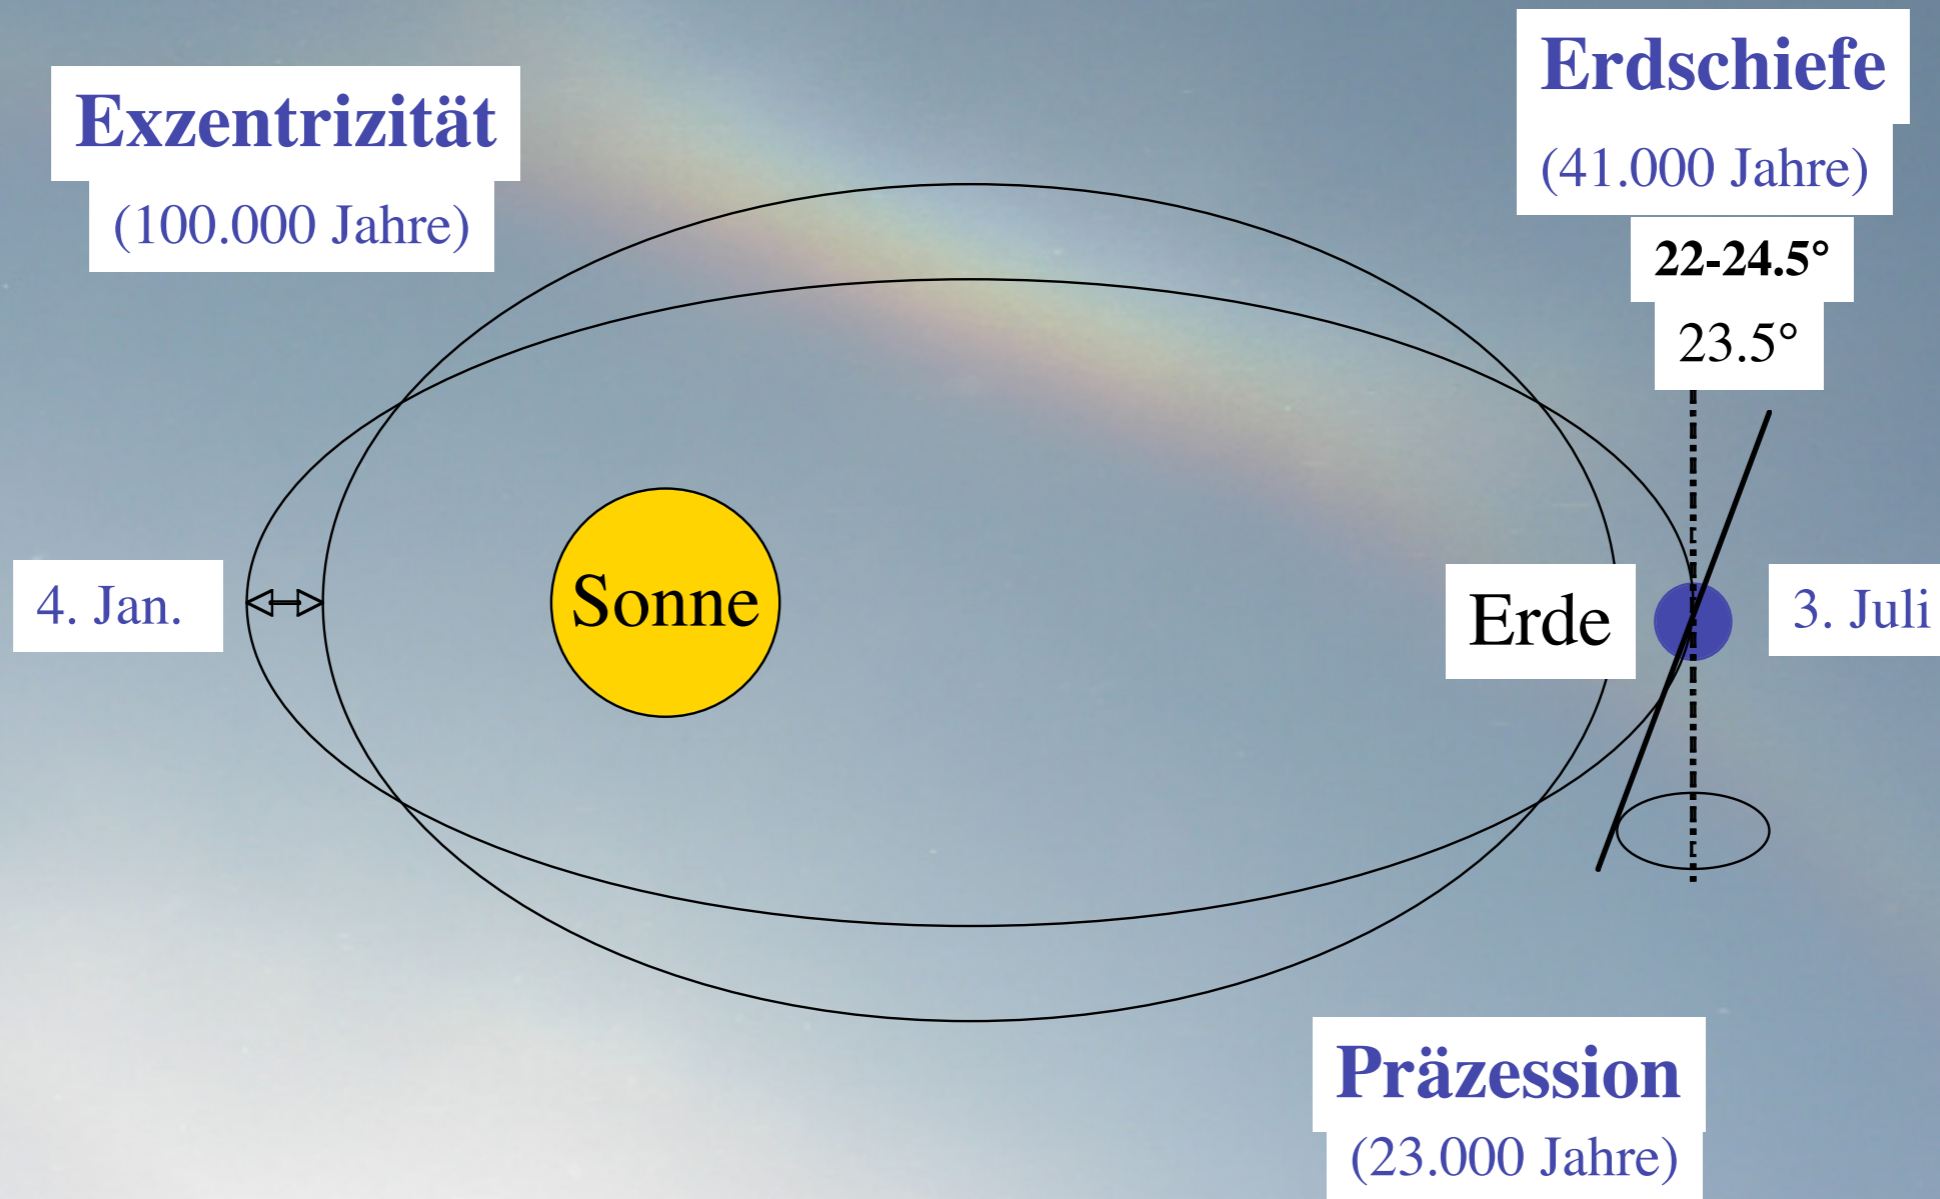 Exzentrizität
(100.000 Jahre)
Erdschiefe
(41.000 Jahre)
22-24.5°
23.5°
4. Jan.
Sonne
Erde
3. Juli
Präzession
(23.000 Jahre)